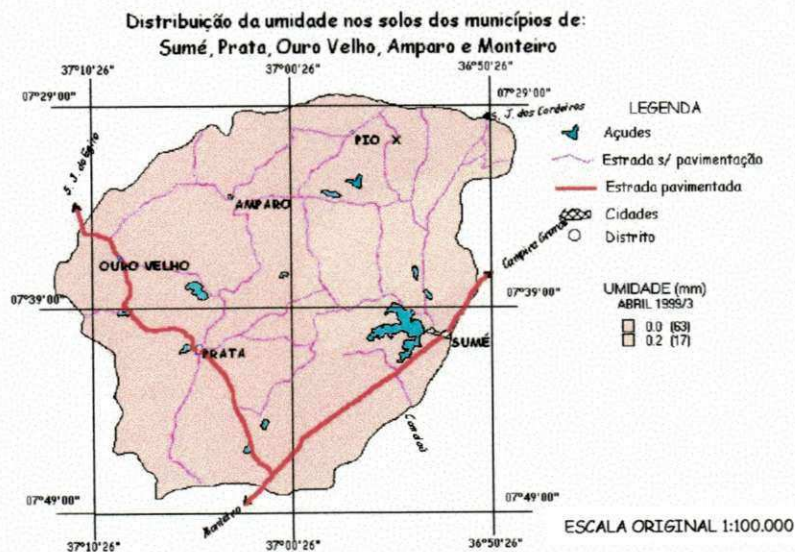 Distribuição da umidade nos solos dos municípios de:
Sumé, Prata, Ouro Velho, Amparo e Monteiro
37°10'26" 37°00'26" 36°50'26"
07°29'00" 07°29'00"
S. J. dos Cordeiros
LEGENDA
Açudes
PIO X
S. J. do Egito
Estrada s/ pavimentação
Estrada pavimentada
AMPARO
Cidades
Distrito
Campina Grande
OURO VELHO
07°39'00" 07°39'00"
UMIDADE (mm)
ABRIL 1999/3
0.0 (63)
0.2 (17)
SUMÉ
PRATA
07°49'00" 07°49'00"
Monteiro
ESCALA ORIGINAL 1:100.000
37°10'26" 37°00'26" 36°50'26"